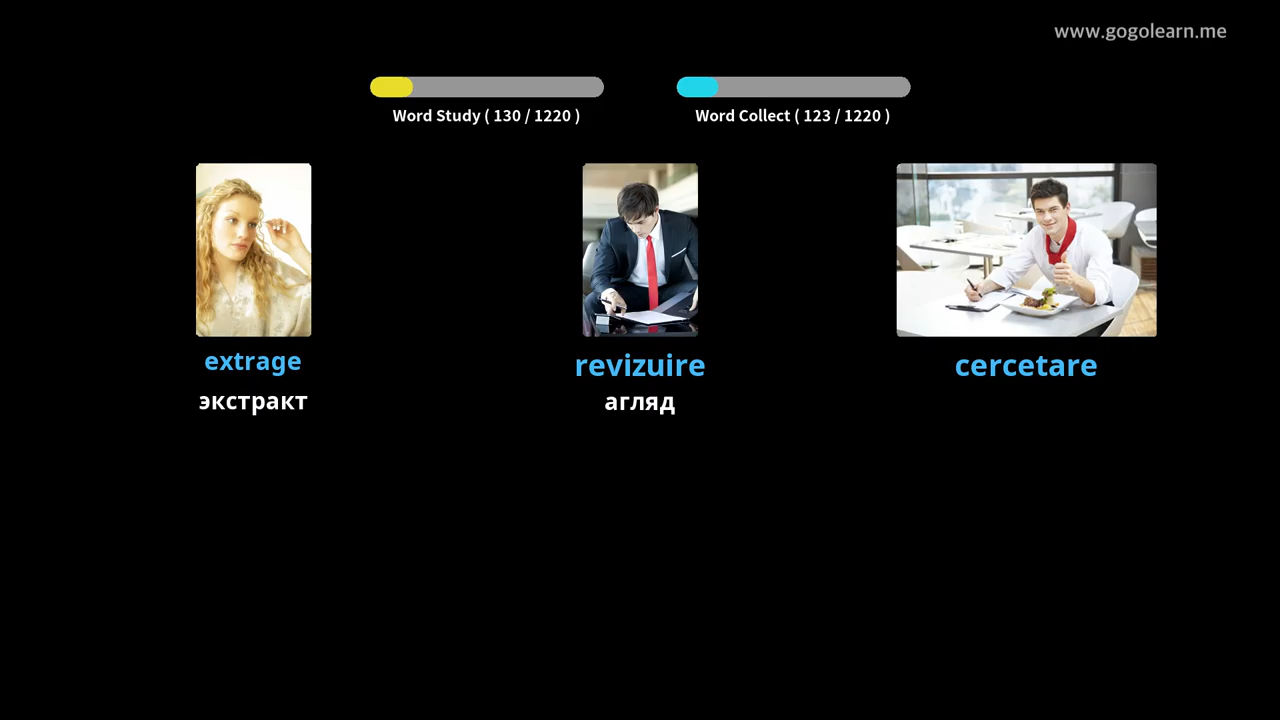 www.gogolearn.me
Word Study ( 130 / 1220 )
Word Collect ( 123 / 1220 )
extrage
revizuire
cercetare
экстракт
агляд